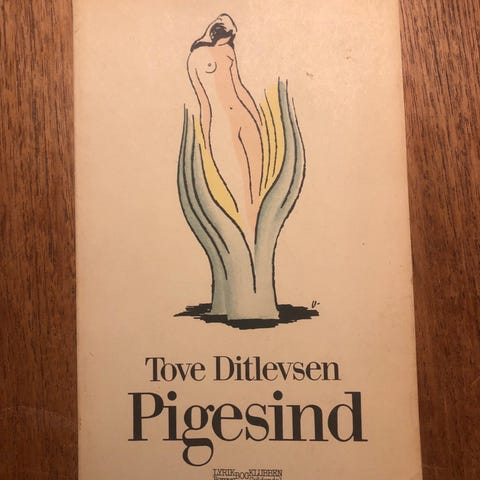 U-
Tove Ditlevsen
Pigesind
LYRIKBOGKLUBBEN